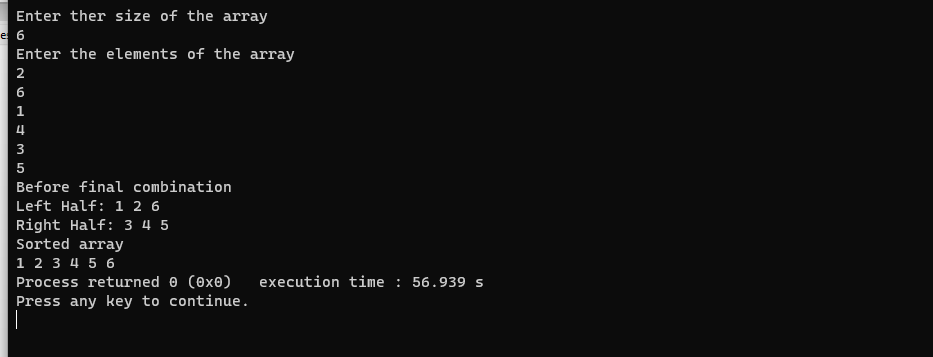 Enter ther size of the array
6
Enter the elements of the array
2
6
1
4
3
5
Before final combination
Left Half: 1 2 6
Right Half: 3 4 5
Sorted array
1 2 3 4 5 6
Process returned 0 (0x0)   execution time : 56.939 s
Press any key to continue.